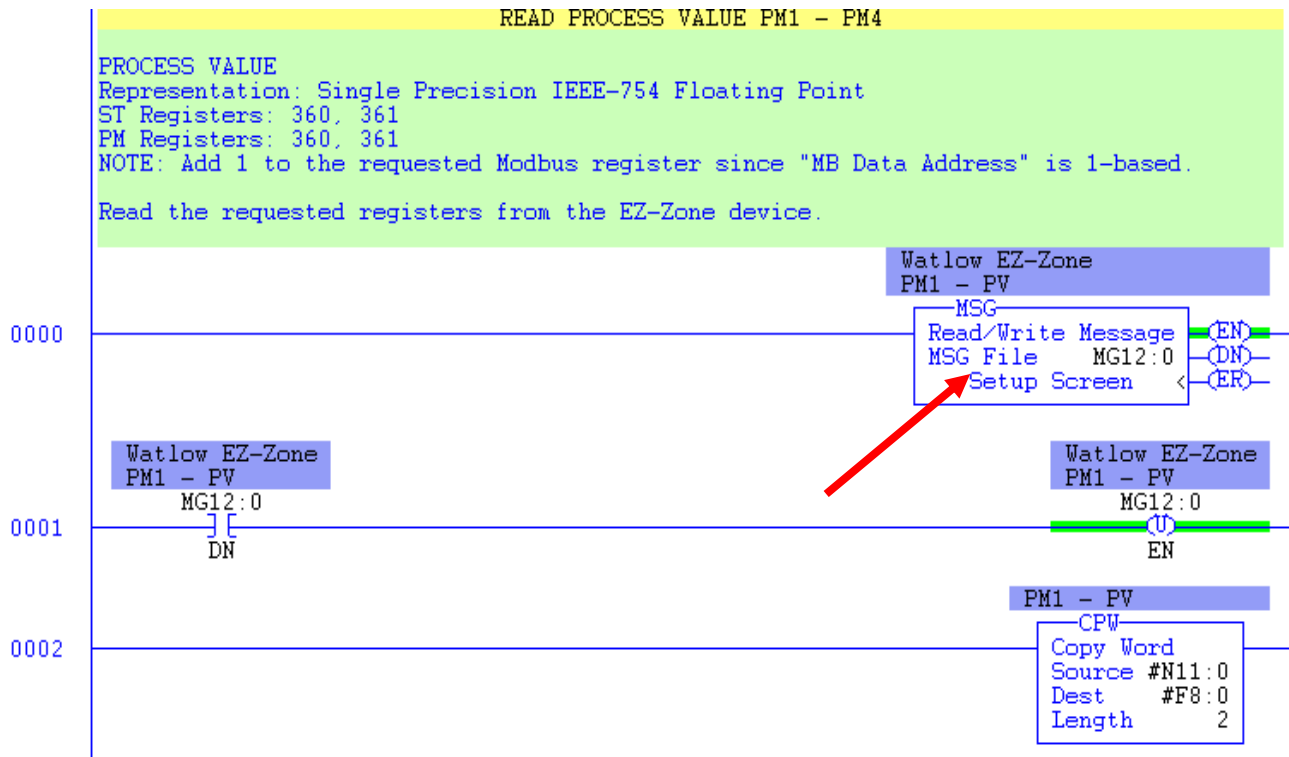 READ PROCESS VALUE PM1 - PM4
PROCESS VALUE
Representation: Single Precision IEEE-754 Floating Point
ST Registers: 360, 361
PM Registers: 360, 361
NOTE: Add 1 to the requested Modbus register since "MB Data Address" is 1-based.
Read the requested registers from the EZ-Zone device.
Watlow EZ-Zone
PM1 - PV
MSG
0000
Read/Write Message (EN)
MSG File MG12:0 (DN)
Setup Screen < (ER)
Watlow EZ-Zone
PM1 - PV
MG12:0
Watlow EZ-Zone
PM1 - PV
MG12:0
0001
DN
(U)
EN
PM1 - PV
CPW
0002
Copy Word
Source #N11:0
Dest #F8:0
Length 2